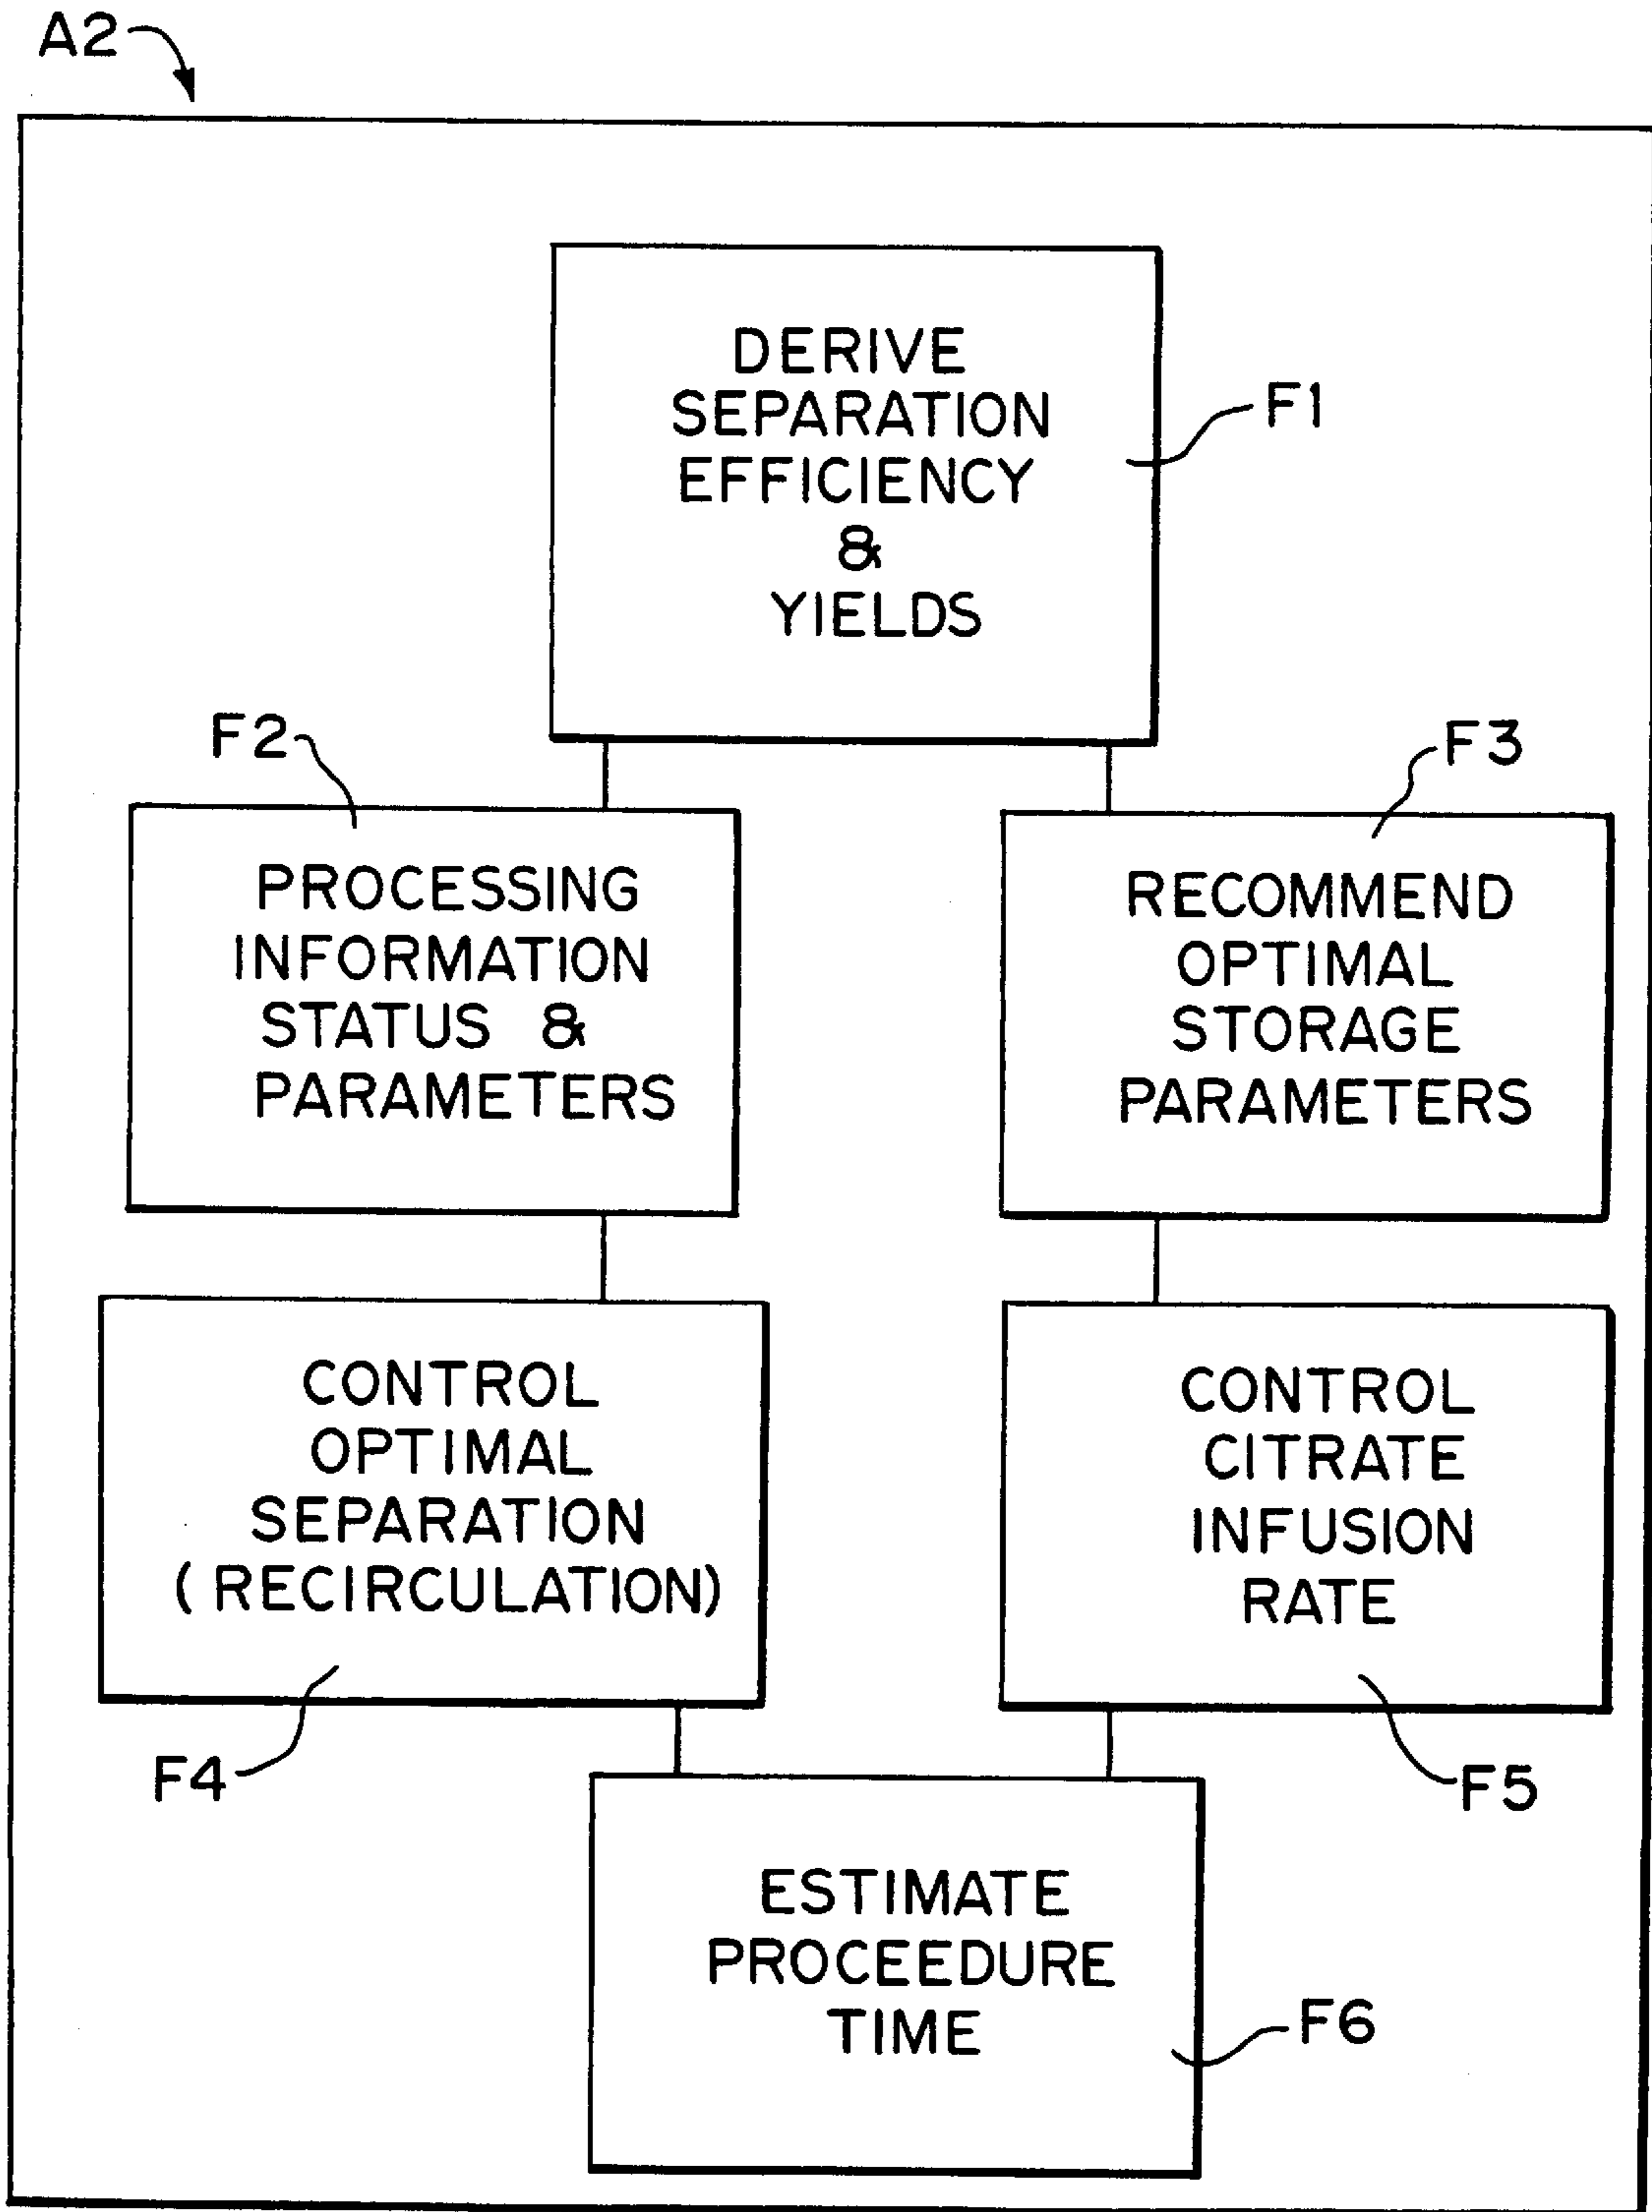 A2
DERIVE
SEPARATION
EFFICIENCY
&
YIELDS
F1
F2
PROCESSING
INFORMATION
STATUS &
PARAMETERS
F3
RECOMMEND
OPTIMAL
STORAGE
PARAMETERS
CONTROL
OPTIMAL
SEPARATION
( RECIRCULATION)
F4
CONTROL
CITRATE
INFUSION
RATE
F5
ESTIMATE
PROCEEDURE
TIME
F6